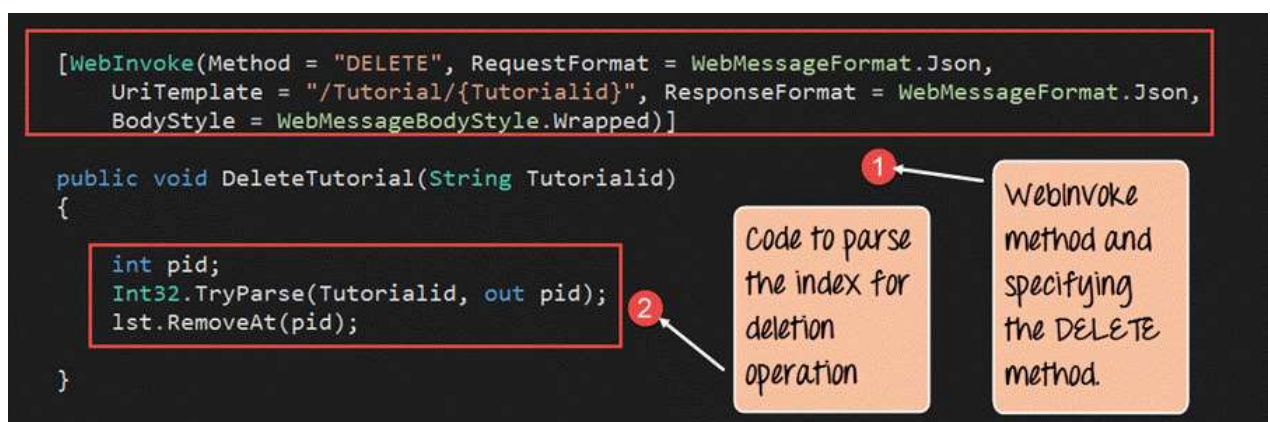 [WebInvoke(Method = "DELETE", RequestFormat = WebMessageFormat.Json,
UriTemplate = "/Tutorial/{Tutorialid}", ResponseFormat = WebMessageFormat.Json,
BodyStyle = WebMessageBodyStyle.Wrapped)]
public void DeleteTutorial(String Tutorialid)
{
int pid;
Int32.TryParse(Tutorialid, out pid);
lst.RemoveAt(pid);
}
1
WebInvoke
method and
specifying
the DELETE
method.
2
Code to parse
the index for
deletion
operation